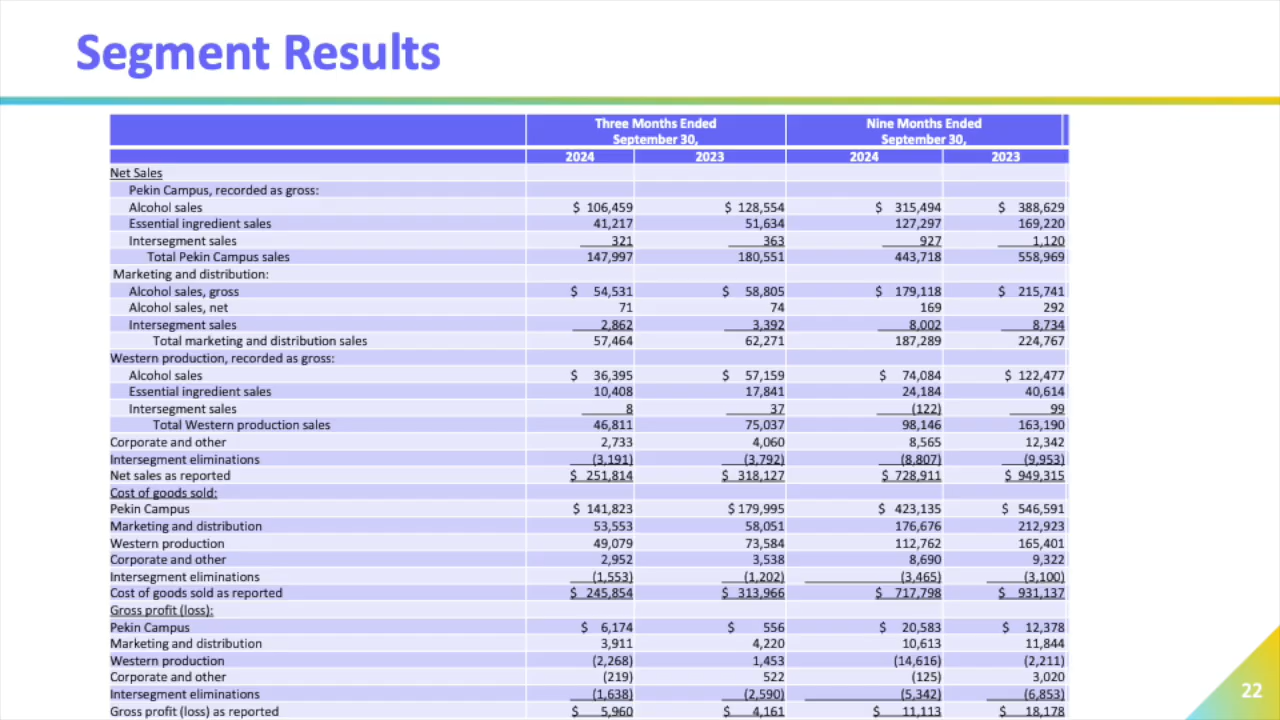 Segment Results
Three Months Ended September 30, Nine Months Ended September 30,
2024 2023 2024 2023
Net Sales
Pekin Campus, recorded as gross:
Alcohol sales $ 106,459 $ 128,554 $ 315,494 $ 388,629
Essential ingredient sales 41,217 51,634 127,297 169,220
Intersegment sales 321 363 927 1,120
Total Pekin Campus sales 147,997 180,551 443,718 558,969
Marketing and distribution:
Alcohol sales, gross $ 54,531 $ 58,805 $ 179,118 $ 215,741
Alcohol sales, net 71 74 169 292
Intersegment sales 2,862 3,392 8,002 8,734
Total marketing and distribution sales 57,464 62,271 187,289 224,767
Western production, recorded as gross:
Alcohol sales $ 36,395 $ 57,159 $ 74,084 $ 122,477
Essential ingredient sales 10,408 17,841 24,184 40,614
Intersegment sales 8 37 (122) 99
Total Western production sales 46,811 75,037 98,146 163,190
Corporate and other 2,733 4,060 8,565 12,342
Intersegment eliminations (3,191) (3,792) (8,807) (9,953)
Net sales as reported $ 251,814 $ 318,127 $ 728,911 $ 949,315
Cost of goods sold:
Pekin Campus $ 141,823 $ 179,995 $ 423,135 $ 546,591
Marketing and distribution 53,553 58,051 176,676 212,923
Western production 49,079 73,584 112,762 165,401
Corporate and other 2,952 3,538 8,690 9,322
Intersegment eliminations (1,553) (1,202) (3,465) (3,100)
Cost of goods sold as reported $ 245,854 $ 313,966 $ 717,798 $ 931,137
Gross profit (loss):
Pekin Campus $ 6,174 $ 556 $ 20,583 $ 12,378
Marketing and distribution 3,911 4,220 10,613 11,844
Western production (2,268) 1,453 (14,616) (2,211)
Corporate and other (219) 522 (125) 3,020
Intersegment eliminations (1,638) (2,590) (5,342) (6,853)
Gross profit (loss) as reported $ 5,960 $ 4,161 $ 11,113 $ 18,178
22